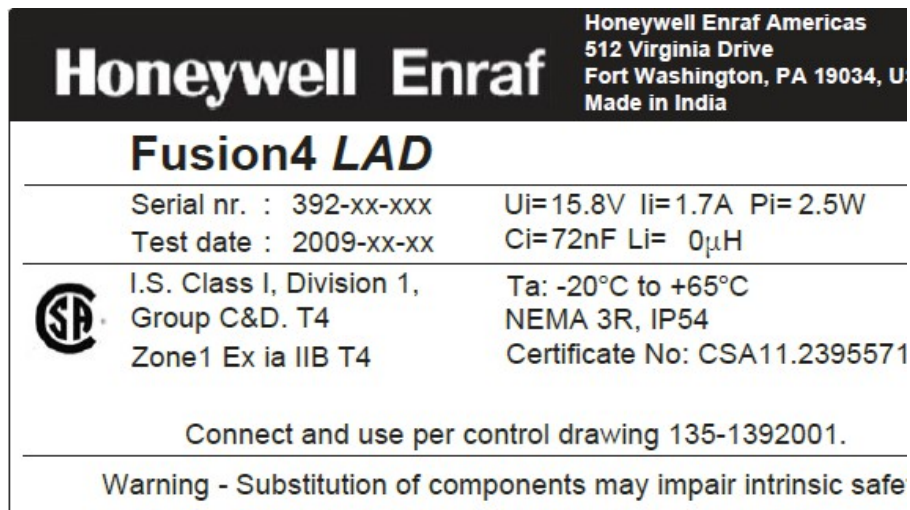 Honeywell Enraf
Honeywell Enraf Americas
512 Virginia Drive
Fort Washington, PA 19034, US
Made in India
Fusion4 LAD
Serial nr. : 392-xx-xxx
Test date : 2009-xx-xx
Ui=15.8V Ii=1.7A Pi= 2.5W
Ci=72nF Li= 0μH
SA
I.S. Class I, Division 1,
Group C&D. T4
Zone1 Ex ia IIB T4
Ta: -20°C to +65°C
NEMA 3R, IP54
Certificate No: CSA11.2395571
Connect and use per control drawing 135-1392001.
Warning - Substitution of components may impair intrinsic safe